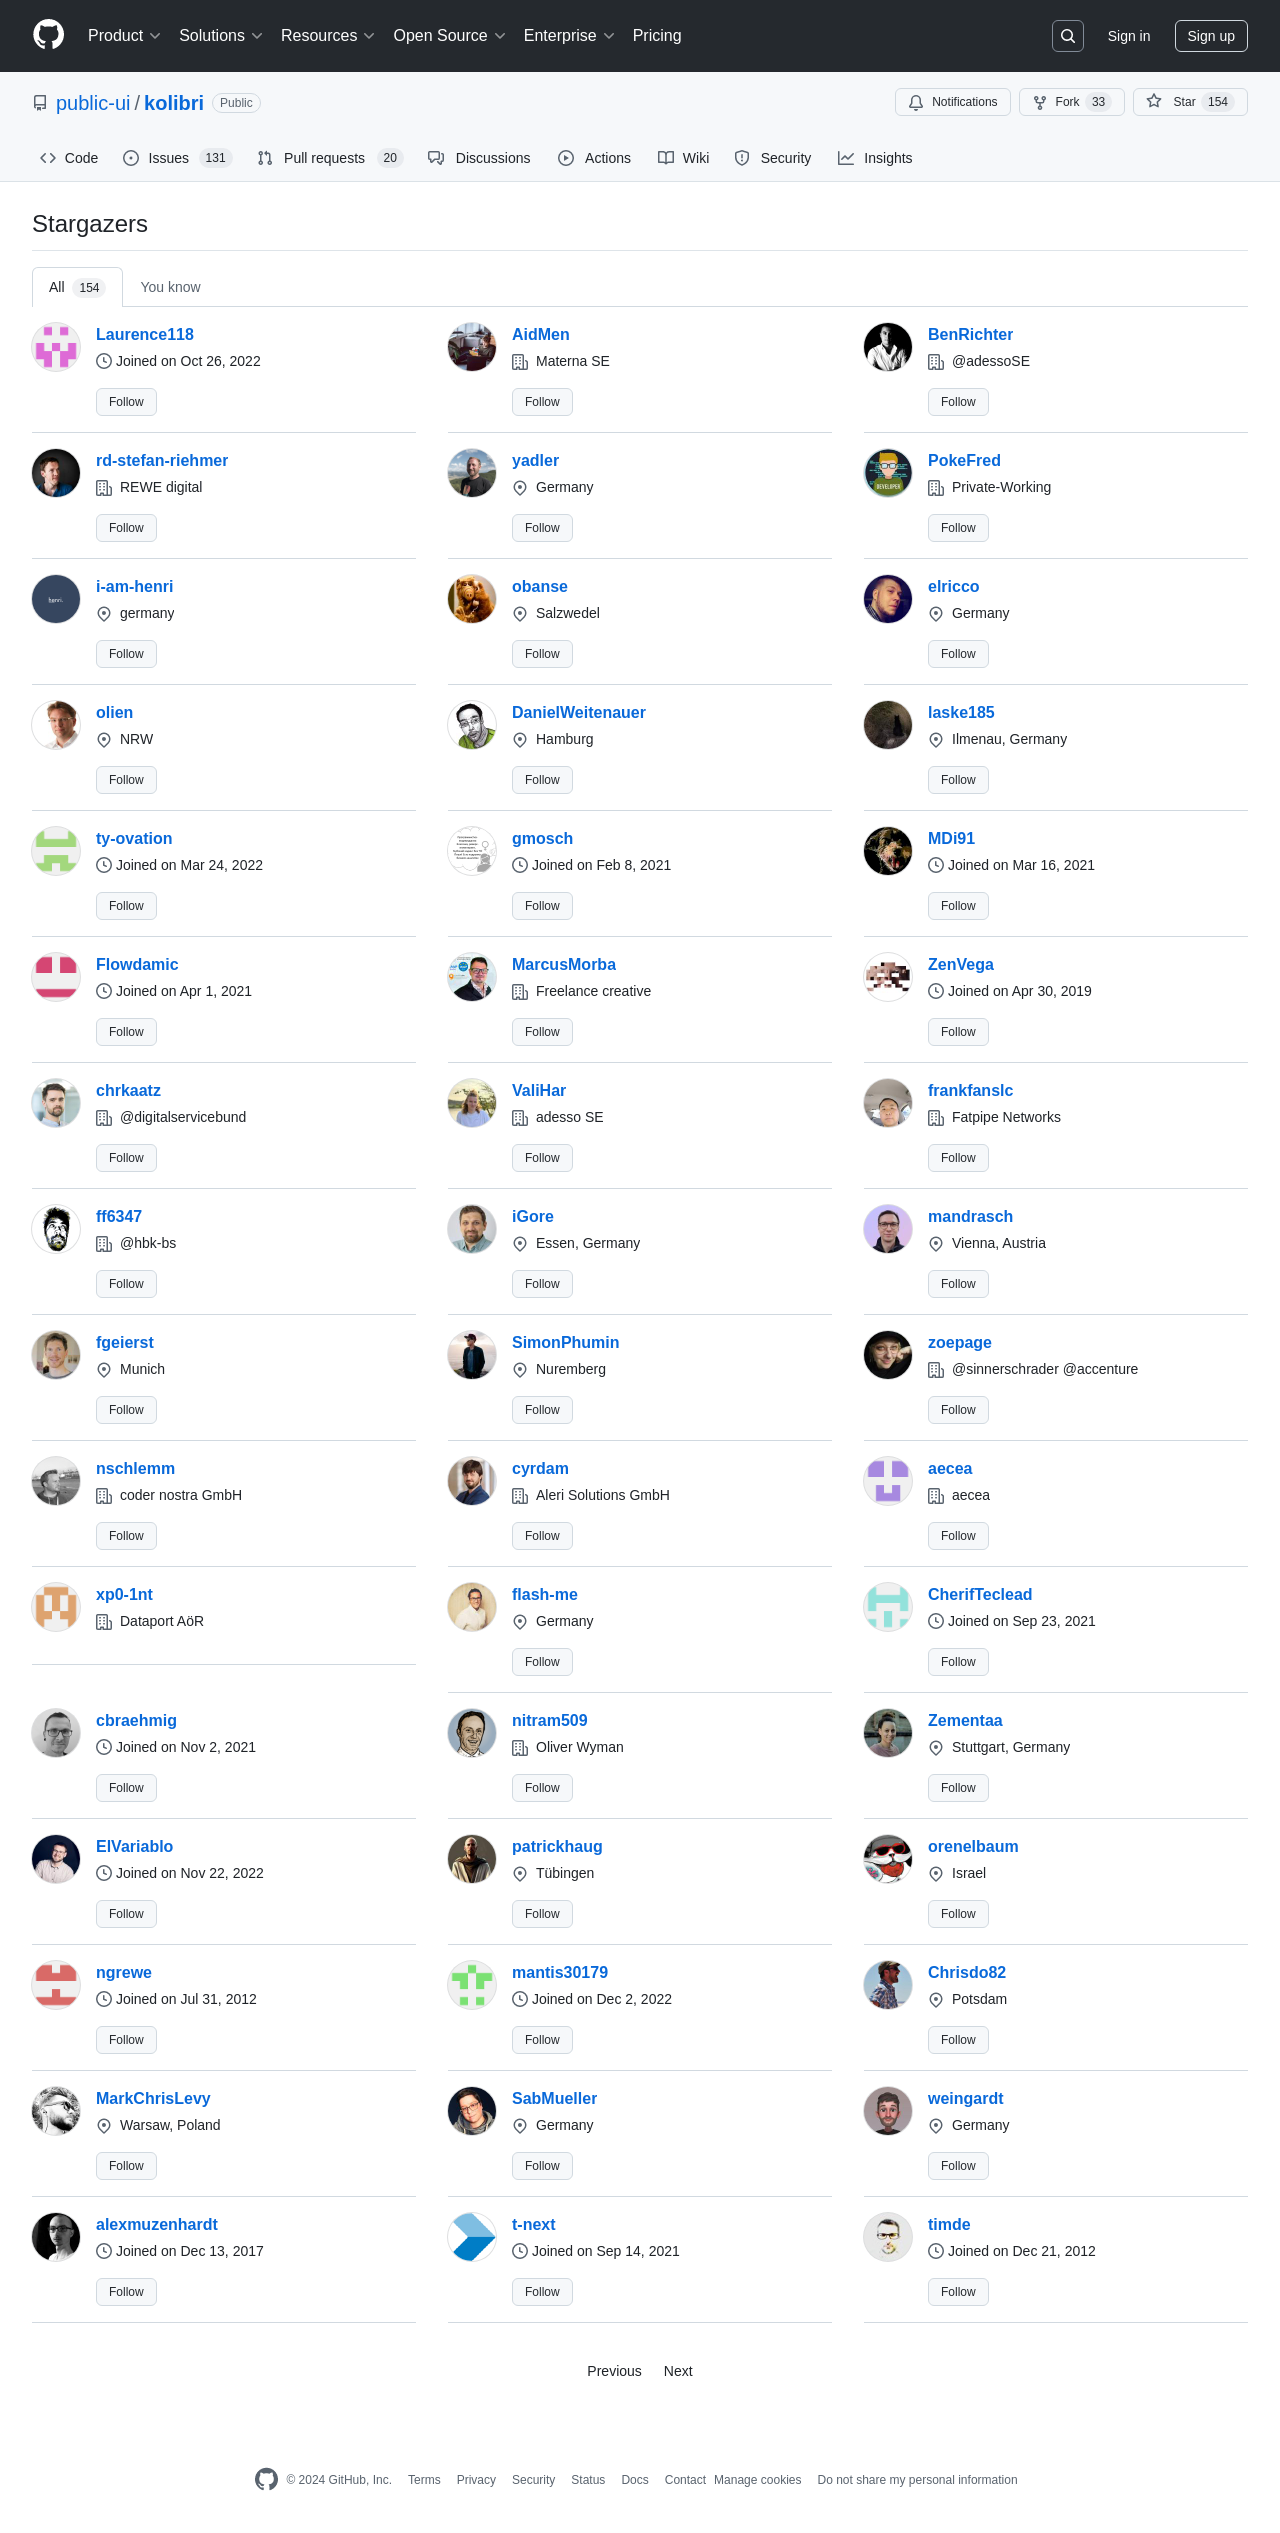 Product Solutions Resources Open Source Enterprise Pricing Sign in Sign up
public-ui / kolibri Public Notifications Fork 33 Star 154
Code Issues 131 Pull requests 20 Discussions Actions Wiki Security Insights
Stargazers
All 154 You know
Laurence118 AidMen BenRichter
Joined on Oct 26, 2022 Materna SE @adessoSE
Follow Follow Follow
rd-stefan-riehmer yadler PokeFred
REWE digital Germany Private-Working
Follow Follow Follow
i-am-henri obanse elricco
germany Salzwedel Germany
Follow Follow Follow
olien DanielWeitenauer laske185
NRW Hamburg Ilmenau, Germany
Follow Follow Follow
ty-ovation gmosch MDi91
Joined on Mar 24, 2022 Joined on Feb 8, 2021 Joined on Mar 16, 2021
Follow Follow Follow
Flowdamic MarcusMorba ZenVega
Joined on Apr 1, 2021 Freelance creative Joined on Apr 30, 2019
Follow Follow Follow
chrkaatz ValiHar frankfanslc
@digitalservicebund adesso SE Fatpipe Networks
Follow Follow Follow
ff6347 iGore mandrasch
@hbk-bs Essen, Germany Vienna, Austria
Follow Follow Follow
fgeierst SimonPhumin zoepage
Munich Nuremberg @sinnerschrader @accenture
Follow Follow Follow
nschlemm cyrdam aecea
coder nostra GmbH Aleri Solutions GmbH aecea
Follow Follow Follow
xp0-1nt flash-me CherifTeclead
Dataport AöR Germany Joined on Sep 23, 2021
Follow Follow
cbraehmig nitram509 Zementaa
Joined on Nov 2, 2021 Oliver Wyman Stuttgart, Germany
Follow Follow Follow
ElVariablo patrickhaug orenelbaum
Joined on Nov 22, 2022 Tübingen Israel
Follow Follow Follow
ngrewe mantis30179 Chrisdo82
Joined on Jul 31, 2012 Joined on Dec 2, 2022 Potsdam
Follow Follow Follow
MarkChrisLevy SabMueller weingardt
Warsaw, Poland Germany Germany
Follow Follow Follow
alexmuzenhardt t-next timde
Joined on Dec 13, 2017 Joined on Sep 14, 2021 Joined on Dec 21, 2012
Follow Follow Follow
Previous Next
© 2024 GitHub, Inc. Terms Privacy Security Status Docs Contact Manage cookies Do not share my personal information